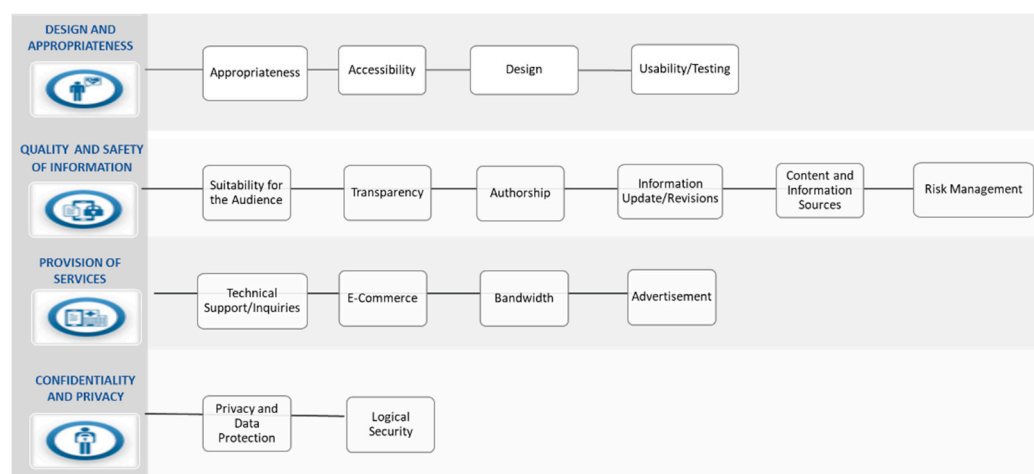 DESIGN AND
APPROPRIATENESS
Appropriateness
Accessibility
Design
Usability/Testing
QUALITY AND SAFETY
OF INFORMATION
Suitability for
the Audience
Transparency
Authorship
Information
Update/Revisions
Content and
Information
Sources
Risk Management
PROVISION OF
SERVICES
Technical
Support/Inquiries
E-Commerce
Bandwidth
Advertisement
CONFIDENTIALITY
AND PRIVACY
Privacy and
Data
Protection
Logical
Security